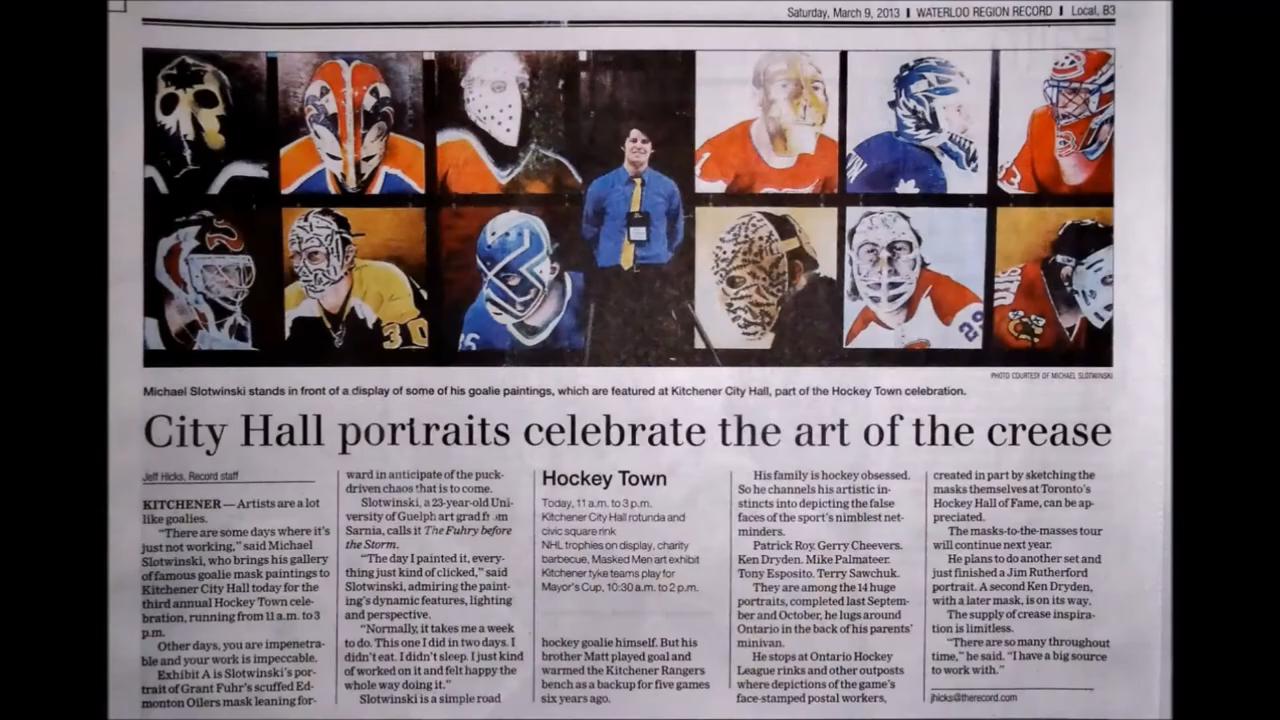 Saturday, March 9, 2013 | WATERLOO REGION RECORD | Local, B3
30
29
PHOTO COURTESY OF MICHAEL SLOTWINSKI
Michael Slotwinski stands in front of a display of some of his goalie paintings, which are featured at Kitchener City Hall, part of the Hockey Town celebration.
City Hall portraits celebrate the art of the crease
Jeff Hicks, Record staff
KITCHENER — Artists are a lot
like goalies.
"There are some days where it's
just not working," said Michael
Slotwinski, who brings his gallery
of famous goalie mask paintings to
Kitchener City Hall today for the
third annual Hockey Town cele-
bration, running from 11 a.m. to 3
p.m.
Other days, you are impenetra-
ble and your work is impeccable.
Exhibit A is Slotwinski's por-
trait of Grant Fuhr's scuffed Ed-
monton Oilers mask leaning for-
ward in anticipate of the puck-
driven chaos that is to come.
Slotwinski, a 23-year-old Uni-
versity of Guelph art grad from
Sarnia, calls it The Fuhry before
the Storm.
"The day I painted it, every-
thing just kind of clicked," said
Slotwinski, admiring the paint-
ing's dynamic features, lighting
and perspective.
"Normally, it takes me a week
to do. This one I did in two days. I
didn't eat. I didn't sleep. I just kind
of worked on it and felt happy the
whole way doing it."
Slotwinski is a simple road
Hockey Town
Today, 11 a.m. to 3 p.m.
Kitchener City Hall rotunda and
civic square rink
NHL trophies on display, charity
barbecue, Masked Men art exhibit
Kitchener tyke teams play for
Mayor's Cup, 10:30 a.m. to 2 p.m.
hockey goalie himself. But his
brother Matt played goal and
warmed the Kitchener Rangers
bench as a backup for five games
six years ago.
His family is hockey obsessed.
So he channels his artistic in-
stincts into depicting the false
faces of the sport's nimblest net-
minders.
Patrick Roy. Gerry Cheevers.
Ken Dryden. Mike Palmateer.
Tony Esposito. Terry Sawchuk.
They are among the 14 huge
portraits, completed last Septem-
ber and October, he lugs around
Ontario in the back of his parents'
minivan.
He stops at Ontario Hockey
League rinks and other outposts
where depictions of the game's
face-stamped postal workers,
created in part by sketching the
masks themselves at Toronto's
Hockey Hall of Fame, can be ap-
preciated.
The masks-to-the-masses tour
will continue next year.
He plans to do another set and
just finished a Jim Rutherford
portrait. A second Ken Dryden,
with a later mask, is on its way.
The supply of crease inspira-
tion is limitless.
"There are so many throughout
time," he said. "I have a big source
to work with."
jhicks@therecord.com